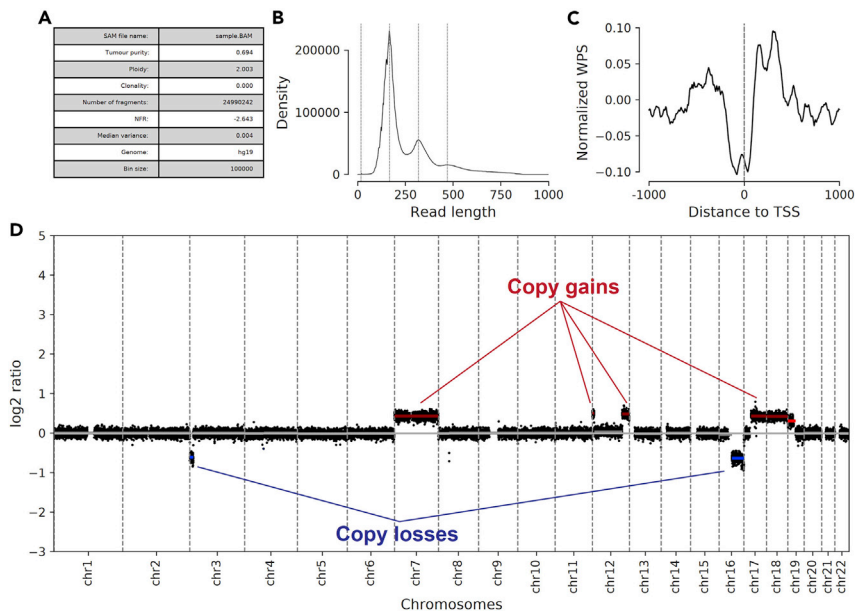 A
SAM file name: sample.BAM
Tumour purity: 0.694
Ploidy: 2.003
Clonality: 0.000
Number of fragments: 24990242
NFR: -2.643
Median variance: 0.004
Genome: hg19
Bin size: 100000
B
200000
100000
0
Density
0 250 500 750 1000
Read length
C
0.10
0.05
0.00
−0.05
−0.10
Normalized WPS
-1000 0 1000
Distance to TSS
D
5
4
3
2
1
0
−1
−2
−3
log2 ratio
Copy gains
Copy losses
chr1 chr2 chr3 chr4 chr5 chr6 chr7 chr8 chr9 chr10 chr11 chr12 chr13 chr14 chr15 chr16 chr17 chr18 chr19 chr20 chr21 chr22
Chromosomes